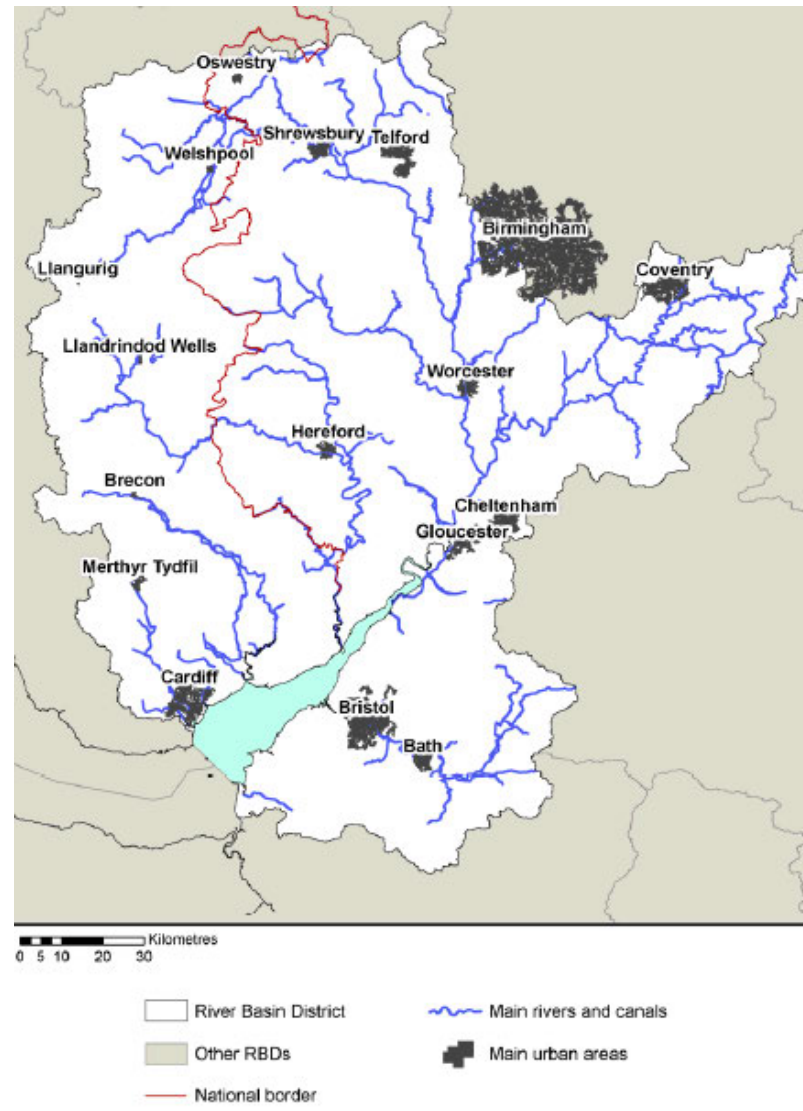 Oswestry
Shrewsbury
Telford
Welshpool
Birmingham
Llangurig
Coventry
Llandrindod Wells
Worcester
Hereford
Brecon
Cheltenham
Gloucester
Merthyr Tydfil
Cardiff
Bristol
Bath
Kilometres
0 5 10 20 30
River Basin District
Main rivers and canals
Other RBDs
Main urban areas
National border